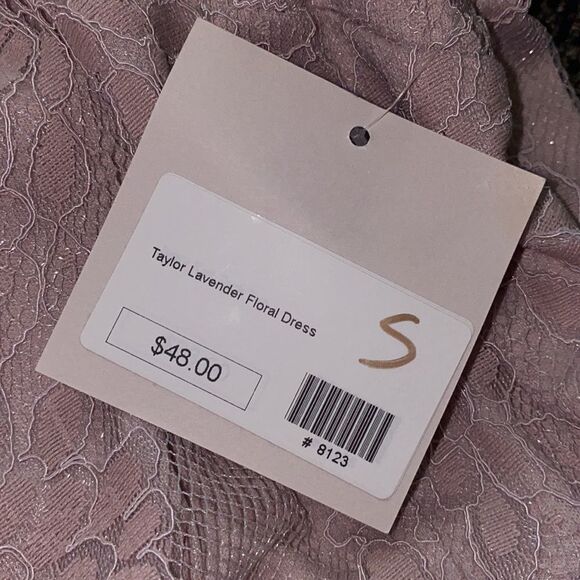 Taylor Lavender Floral Dress
S
$48.00
# 8123